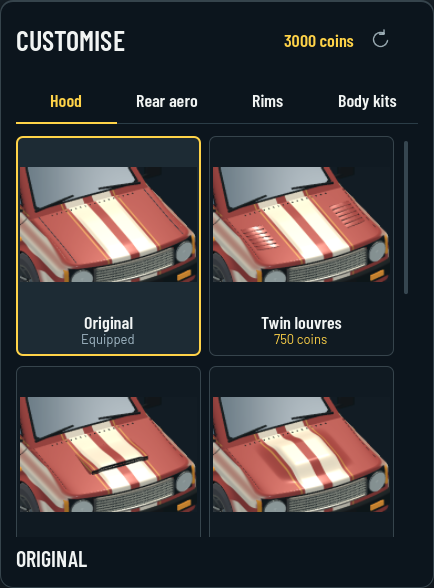 CUSTOMISE
3000 coins
Hood
Rear aero
Rims
Body kits
Original
Equipped
Twin louvres
750 coins
ORIGINAL